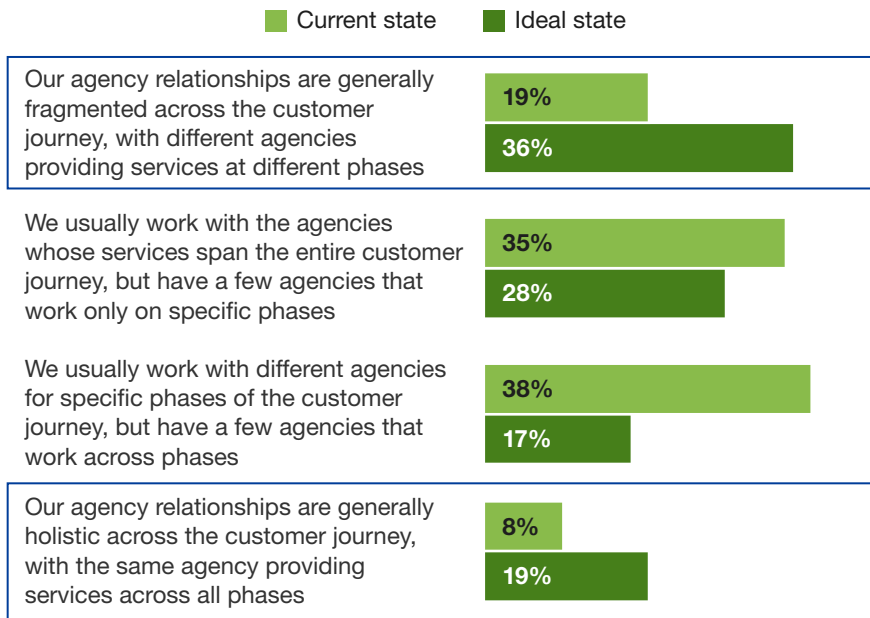 Current state Ideal state
Our agency relationships are generally
fragmented across the customer
journey, with different agencies
providing services at different phases
19%
36%
We usually work with the agencies
whose services span the entire customer
journey, but have a few agencies that
work only on specific phases
35%
28%
We usually work with different agencies
for specific phases of the customer
journey, but have a few agencies that
work across phases
38%
17%
Our agency relationships are generally
holistic across the customer journey,
with the same agency providing
services across all phases
8%
19%